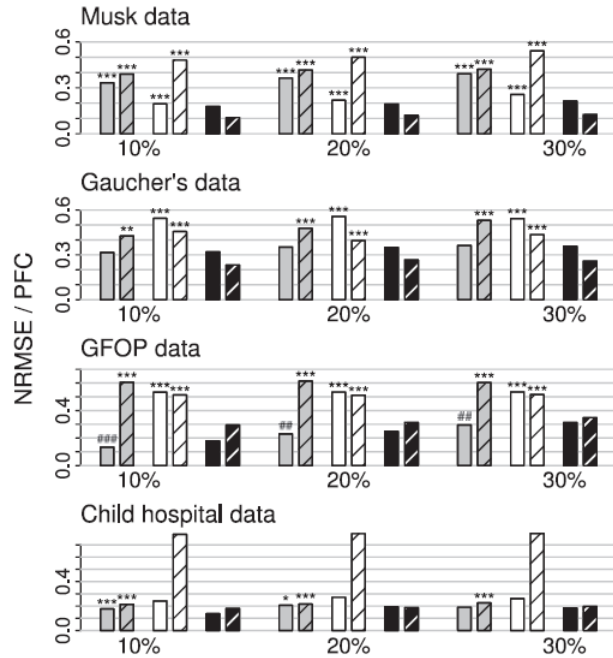 Musk data
0.6
0.3
0.0
*** *** *** *** *** *** *** *** *** *** *** ***
10% 20% 30%
Gaucher's data
0.6
0.3
0.0
** *** *** *** *** *** *** *** ***
10% 20% 30%
NRMSE / PFC
GFOP data
0.4
0.0
### *** *** *** ## *** *** *** ## *** *** ***
10% 20% 30%
Child hospital data
0.4
0.0
*** *** * *** ***
10% 20% 30%